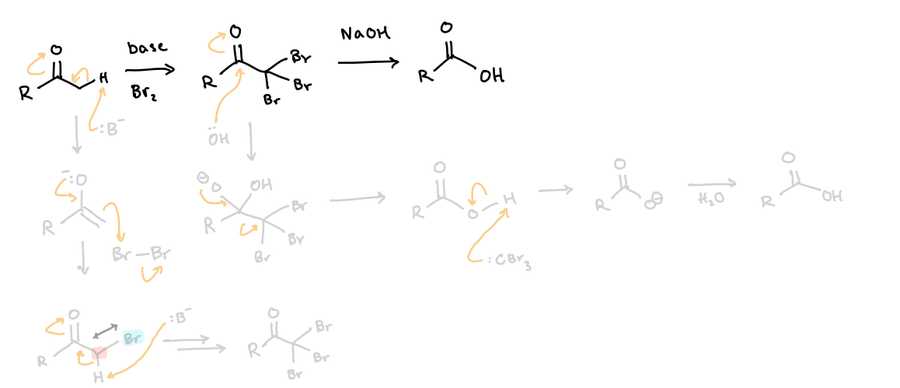 O O NaOH O
base
H Br
R Br₂ R Br R OH
Br
:B⁻ :ÖH
⁻:O ⊖O OH O H O O
R Br R O R O⊖ H₂O R OH
Br—Br Br
Br :CBr₃
O Br :B⁻ O Br
R R Br
H Br